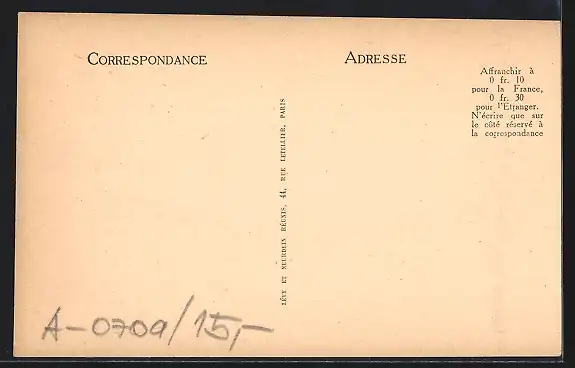 CORRESPONDANCE
ADRESSE
Affranchir à
0 fr. 10
pour la France,
0 fr. 30
pour l'Etranger.
N'écrire que sur
le côté réservé à
la correspondance
LÉVY ET NEURDEIN RÉUNIS, 44, RUE LETELLIER, PARIS
A-0709/15,-